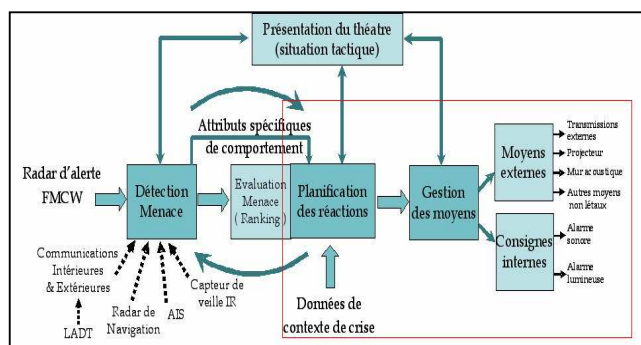 Présentation du théatre
(situation tactique)
Attributs spécifiques
de comportement
Radar d'alerte
FMCW
Détection
Menace
Evaluation
Menace
( Ranking)
Planification
des réactions
Gestion
des moyens
Moyens
externes
Transmissions
externes
Projecteur
Mur acoustique
Autres moyens
non létaux
Consignes
internes
Alarme
sonore
Alarme
lumineuse
Communications
Intérieures
& Extérieures
LADT
Radar de
Navigation
AIS
Capteur de
veille IR
Données de
contexte de crise